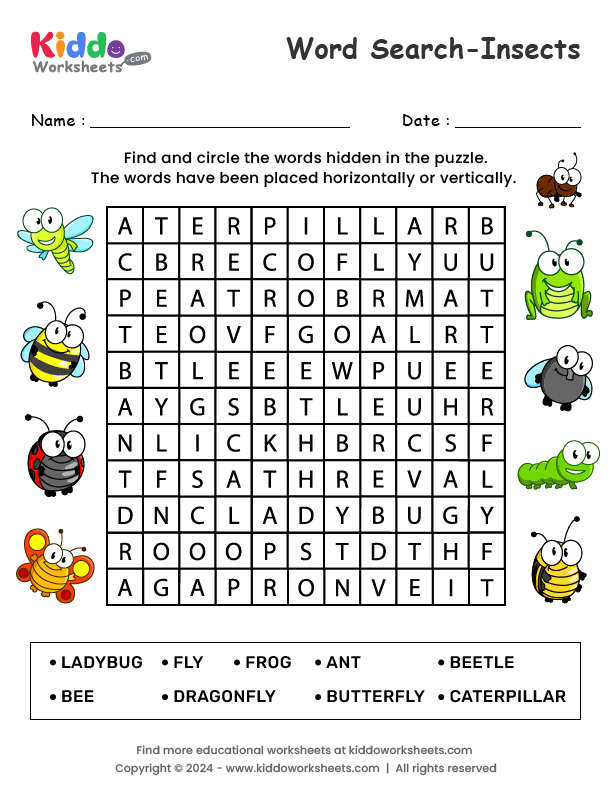 Kiddo
Worksheets .com
Word Search-Insects
Name :
Date :
Find and circle the words hidden in the puzzle.
The words have been placed horizontally or vertically.
A T E R P I L L A R B
C B R E C O F L Y U U
P E A T R O B R M A T
T E O V F G O A L R T
B T L E E E W P U E E
A Y G S B T L E U H R
N L I C K H B R C S F
T F S A T H R E V A L
D N C L A D Y B U G Y
R O O O P S T D T H F
A G A P R O N V E I T
• LADYBUG • FLY • FROG • ANT • BEETLE
• BEE • DRAGONFLY • BUTTERFLY • CATERPILLAR
Find more educational worksheets at kiddoworksheets.com
Copyright © 2024 - www.kiddoworksheets.com | All rights reserved